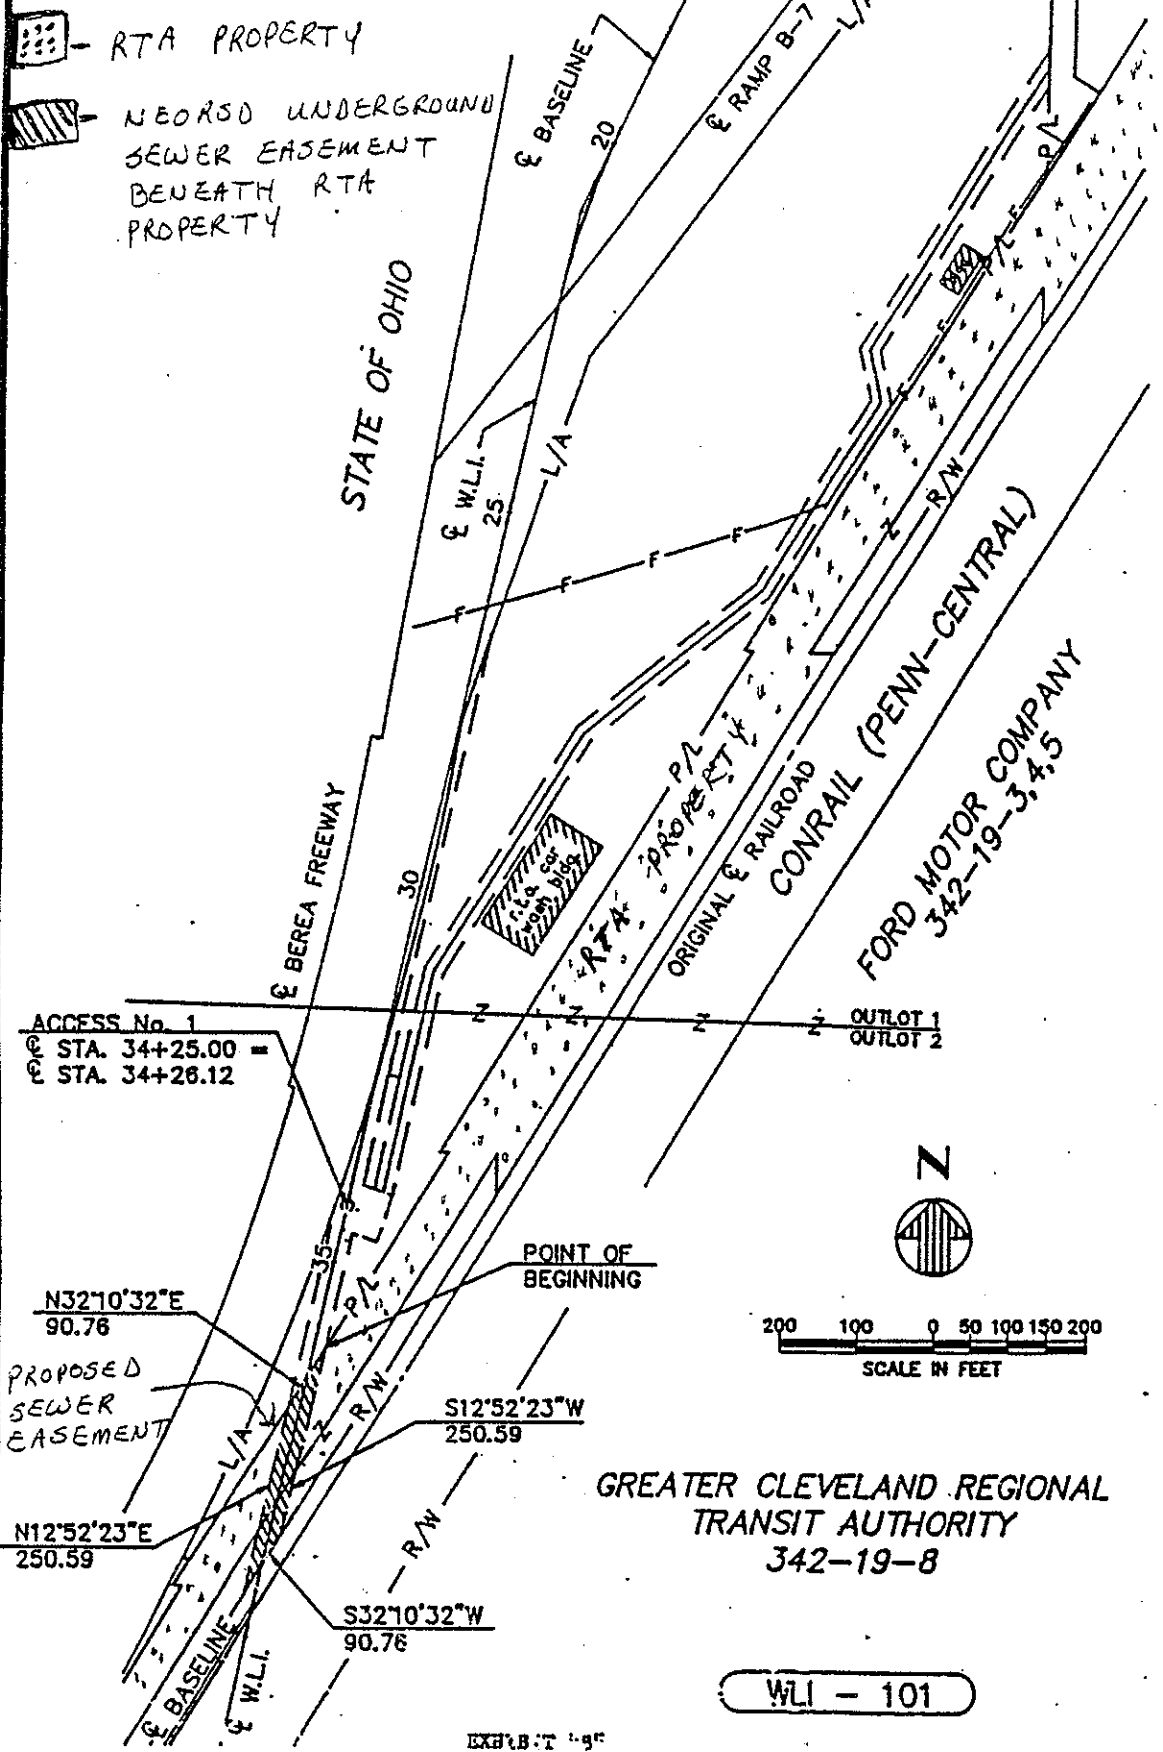 RTA PROPERTY
NEORSD UNDERGROUND
SEWER EASEMENT
BENEATH RTA
PROPERTY
℄ BASELINE
20
℄ RAMP B-7
L/A
P/L
F
P/L
F
F
F
STATE OF OHIO
℄ W.L.I.
25
L/A
R/W
Z
F
F
F
F
CONRAIL (PENN-CENTRAL)
FORD MOTOR COMPANY
342-19-3,4,5
P/L
RTA PROPERTY
ORIGINAL ℄ RAILROAD
r.t.a. car
wash bldg.
30
℄ BEREA FREEWAY
Z Z Z Z
OUTLOT 1
OUTLOT 2
ACCESS No. 1
℄ STA. 34+25.00 =
℄ STA. 34+26.12
N
35
L
P/L
POINT OF
BEGINNING
200 100 0 50 100 150 200
SCALE IN FEET
N32°10'32"E
90.76
PROPOSED
SEWER
EASEMENT
L/A
Z
R/W
S12°52'23"W
250.59
R/W
GREATER CLEVELAND REGIONAL
TRANSIT AUTHORITY
342-19-8
N12°52'23"E
250.59
S32°10'32"W
90.76
℄ BASELINE
℄ W.L.I.
WLI - 101
EXHIBIT